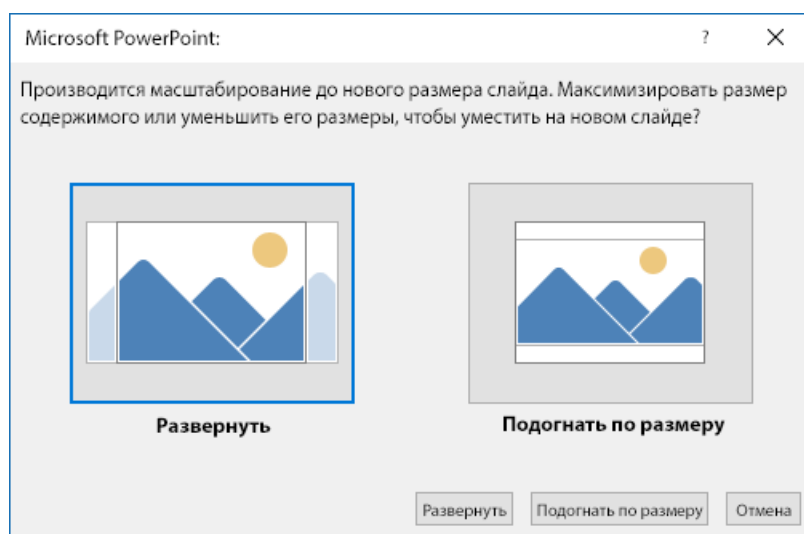 Microsoft PowerPoint:
?
Производится масштабирование до нового размера слайда. Максимизировать размер
содержимого или уменьшить его размеры, чтобы уместить на новом слайде?
Развернуть
Подогнать по размеру
Развернуть
Подогнать по размеру
Отмена